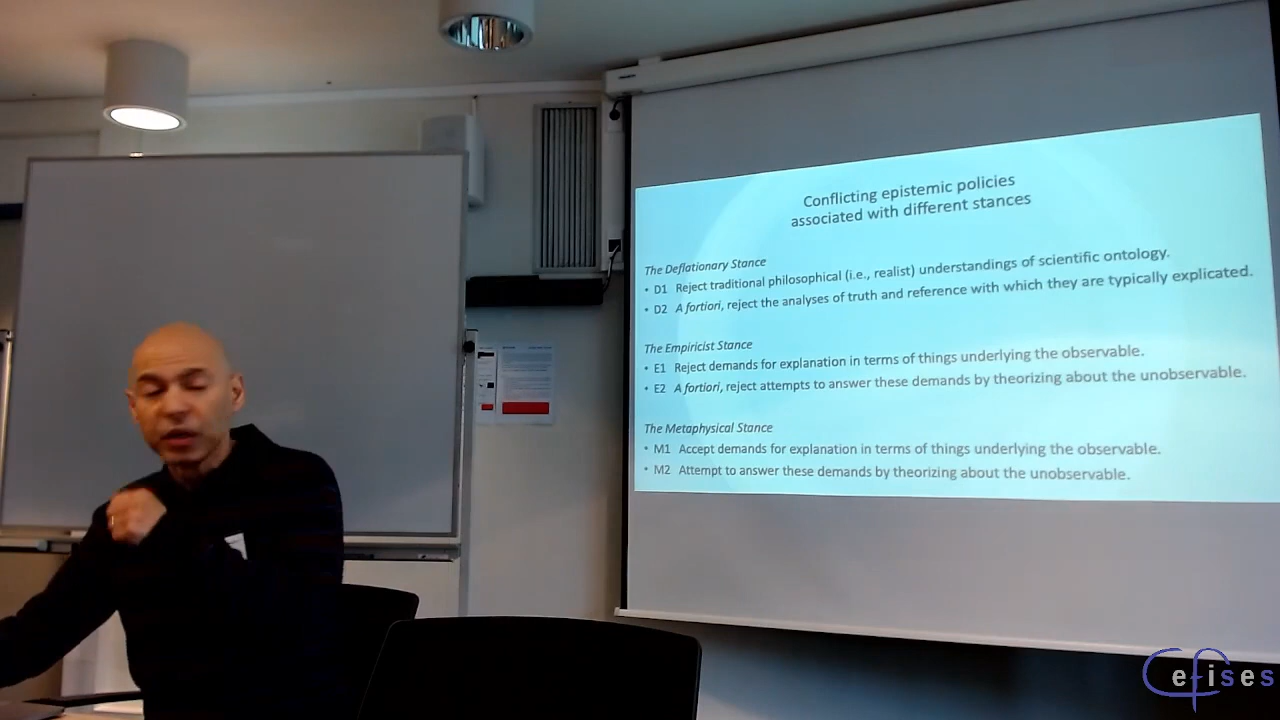 Conflicting epistemic policies
associated with different stances
The Deflationary Stance
• D1 Reject traditional philosophical (i.e., realist) understandings of scientific ontology.
• D2 A fortiori, reject the analyses of truth and reference with which they are typically explicated.
The Empiricist Stance
• E1 Reject demands for explanation in terms of things underlying the observable.
• E2 A fortiori, reject attempts to answer these demands by theorizing about the unobservable.
The Metaphysical Stance
• M1 Accept demands for explanation in terms of things underlying the observable.
• M2 Attempt to answer these demands by theorizing about the unobservable.
Cefises